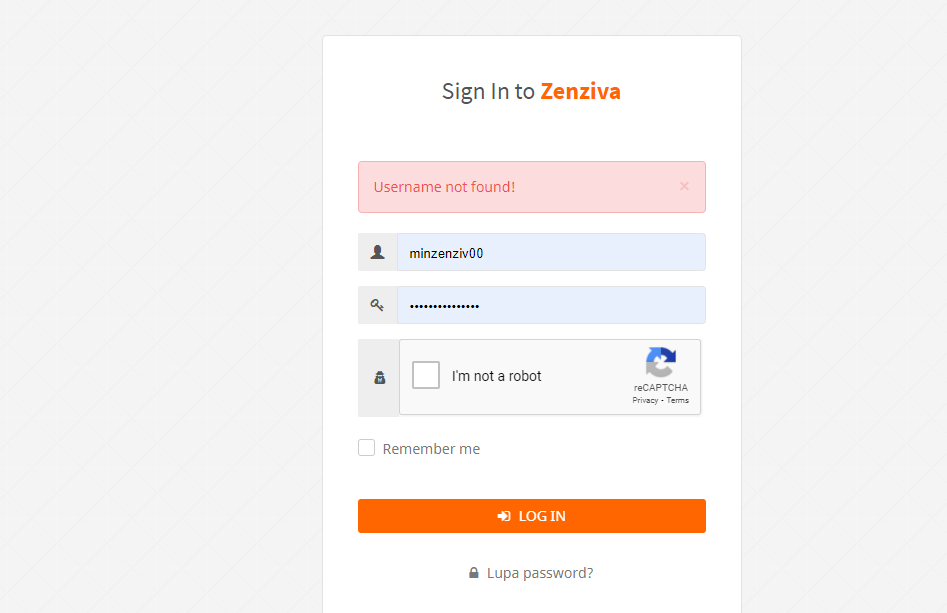 Sign In to Zenziva
Username not found!
×
minzenziv00
•••••••••••••••
I'm not a robot
reCAPTCHA
Privacy - Terms
Remember me
LOG IN
Lupa password?